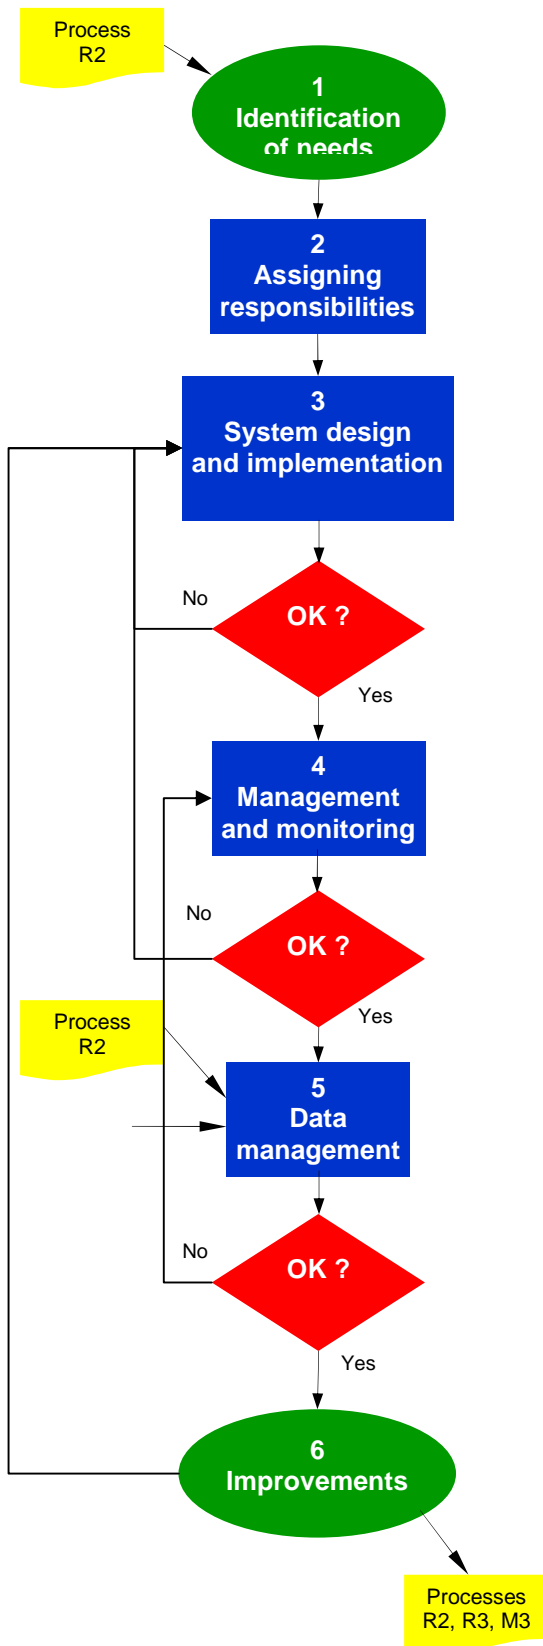 Process
R2
1
Identification
of needs
2
Assigning
responsibilities
3
System design
and implementation
No
OK ?
Yes
4
Management
and monitoring
No
OK ?
Yes
Process
R2
5
Data
management
No
OK ?
Yes
6
Improvements
Processes
R2, R3, M3